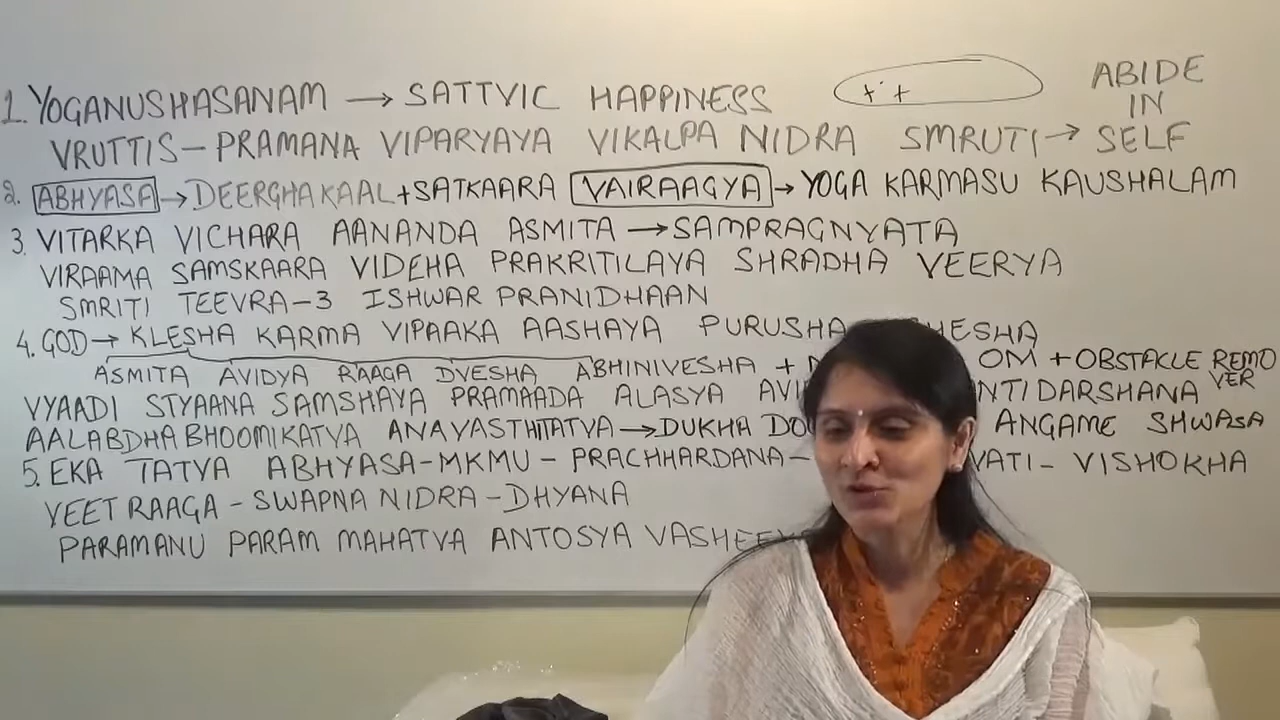 1. YOGANUSHASANAM → SATTVIC HAPPINESS ABIDE IN SELF
VRUTTIS – PRAMANA VIPARYAYA VIKALPA NIDRA SMRUTI →
2. ABHYASA → DEERGHA KAAL + SATKAARA VAIRAAGYA → YOGA KARMASU KAUSHALAM
3. VITARKA VICHARA AANANDA ASMITA → SAMPRAGNYATA
VIRAAMA SAMSKAARA VIDEHA PRAKRITILAYA SHRADHA VEERYA
SMRITI TEEVRA – 3 ISHWAR PRANIDHAAN
4. GOD → KLESHA KARMA VIPAAKA AASHAYA PURUSHA
ASMITA AVIDYA RAAGA DVESHA ABHINIVESHA + OM + OBSTACLE REMOVER
VYAADI STYAANA SAMSHAYA PRAMAADA ALASYA
AALABDHA BHOOMIKATVA ANAVASTHITATVA → DUKHA ANGAME SHWASA
5. EKA TATVA ABHYASA – MKMU – PRACHHARDANA – VISHOKHA
VEET RAAGA – SWAPNA NIDRA – DHYANA
PARAMANU PARAM MAHATVA ANTOSYA